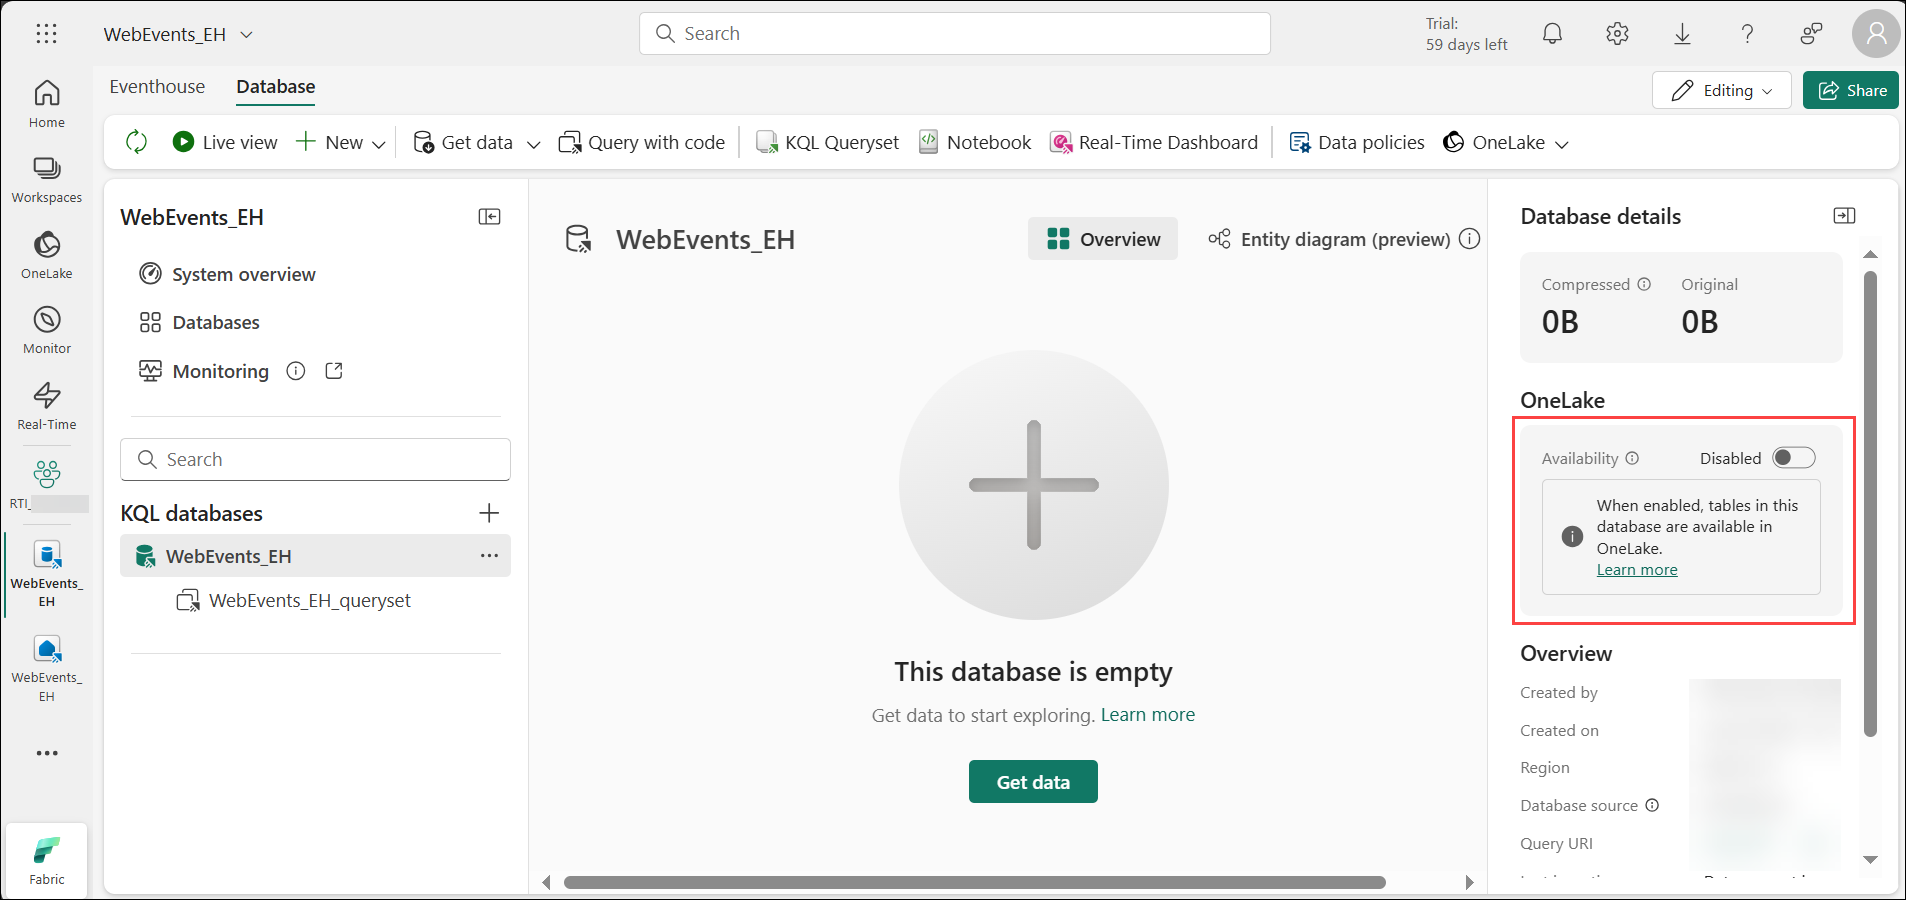 WebEvents_EH
Search
Trial:
59 days left
Home
Workspaces
OneLake
Monitor
Real-Time
RTI_
WebEvents_
EH
WebEvents_
EH
Fabric
Eventhouse
Database
Editing
Share
Live view
New
Get data
Query with code
KQL Queryset
Notebook
Real-Time Dashboard
Data policies
OneLake
WebEvents_EH
System overview
Databases
Monitoring
Search
KQL databases
WebEvents_EH
WebEvents_EH_queryset
WebEvents_EH
Overview
Entity diagram (preview)
This database is empty
Get data to start exploring. Learn more
Get data
Database details
Compressed
Original
0B
0B
OneLake
Availability
Disabled
When enabled, tables in this
database are available in
OneLake.
Learn more
Overview
Created by
Created on
Region
Database source
Query URI